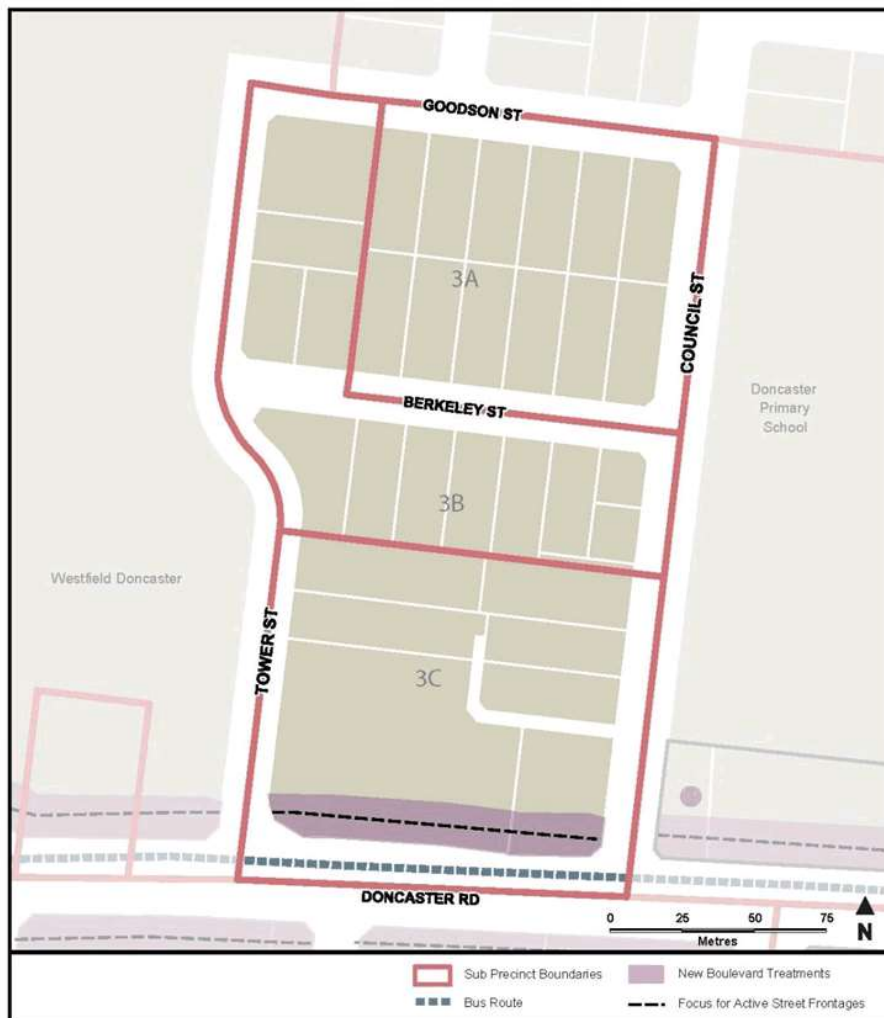 GOODSON ST
3A
COUNCIL ST
Doncaster
Primary
School
BERKELEY ST
3B
Westfield Doncaster
TOWER ST
3C
DONCASTER RD
0 25 50 75
Metres
N
Sub Precinct Boundaries
New Boulevard Treatments
Bus Route
Focus for Active Street Frontages